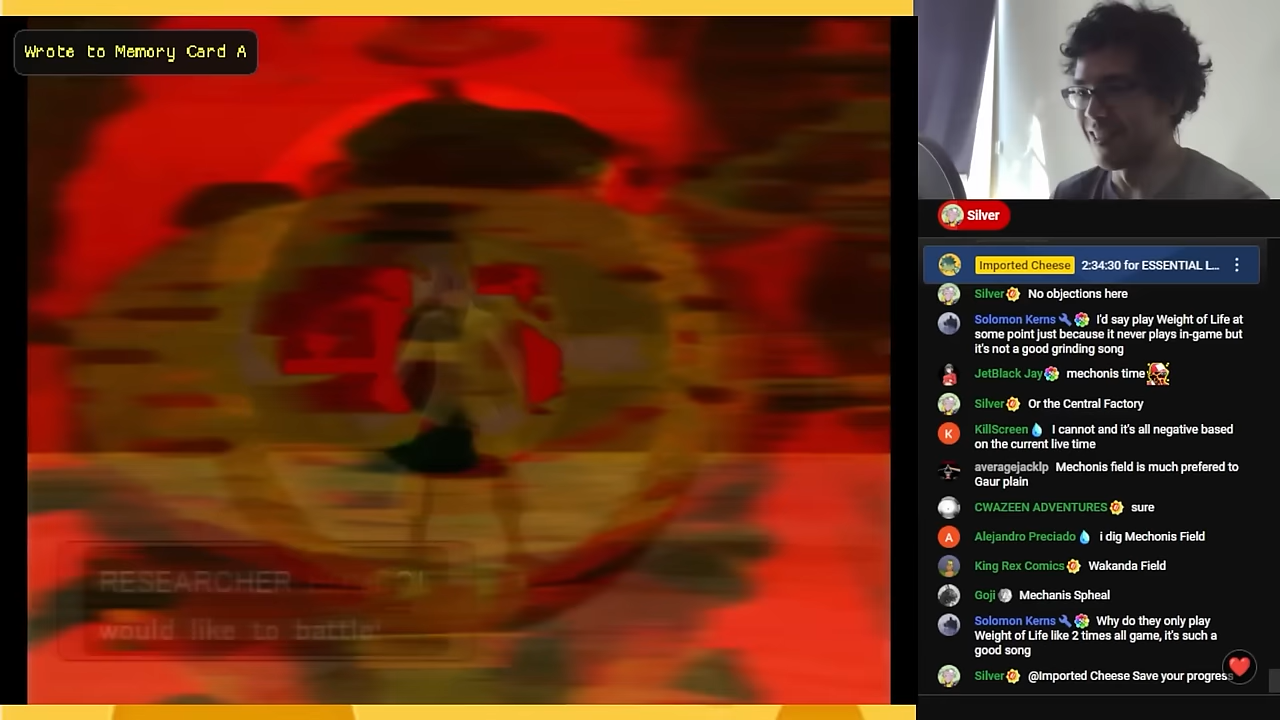 Wrote to Memory Card A
RESEARCHER
would like to battle
Silver
Imported Cheese 2:34:30 for ESSENTIAL L...
Silver No objections here
Solomon Kerns I'd say play Weight of Life at
some point just because it never plays in-game but
it's not a good grinding song
JetBlack Jay mechonis time
Silver Or the Central Factory
KillScreen I cannot and it's all negative based
on the current live time
averagejacklp Mechonis field is much prefered to
Gaur plain
CWAZEEN ADVENTURES sure
Alejandro Preciado i dig Mechonis Field
King Rex Comics Wakanda Field
Goji Mechanis Spheal
Solomon Kerns Why do they only play
Weight of Life like 2 times all game, it's such a
good song
Silver @Imported Cheese Save your progress
K
A